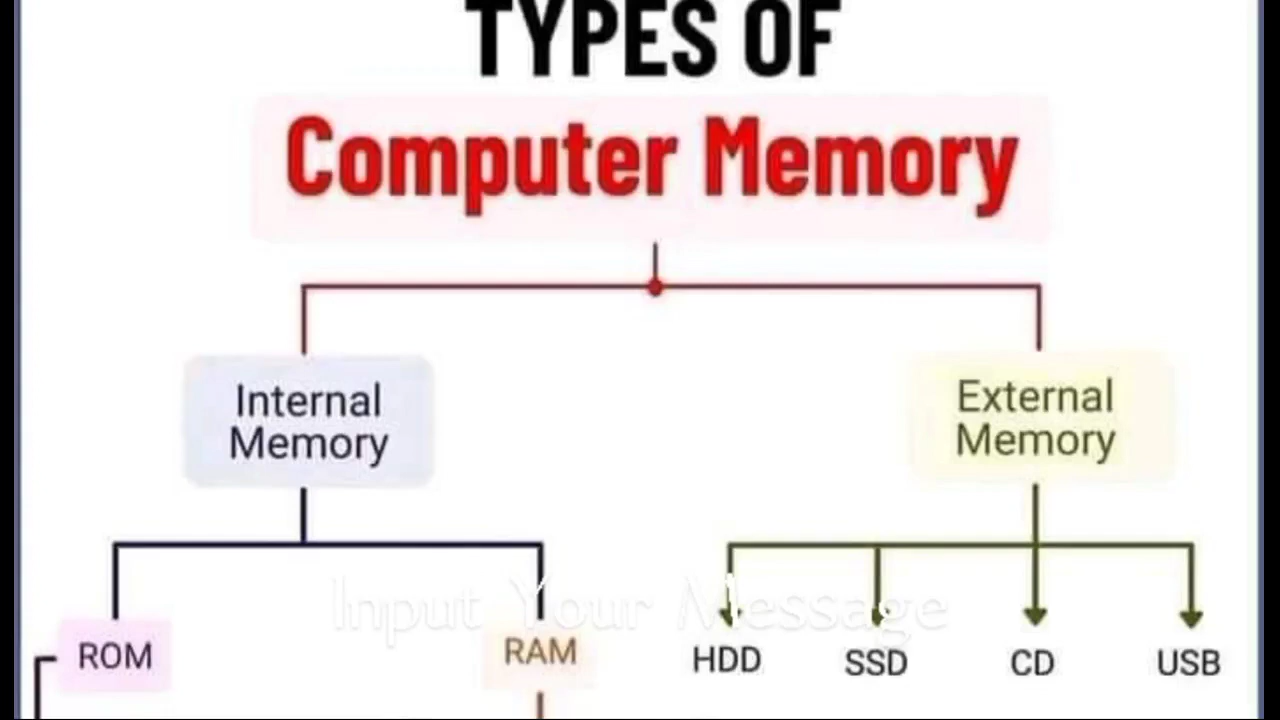 TYPES OF
Computer Memory
Internal
Memory
External
Memory
Input Your Message
ROM
RAM
HDD
SSD
CD
USB